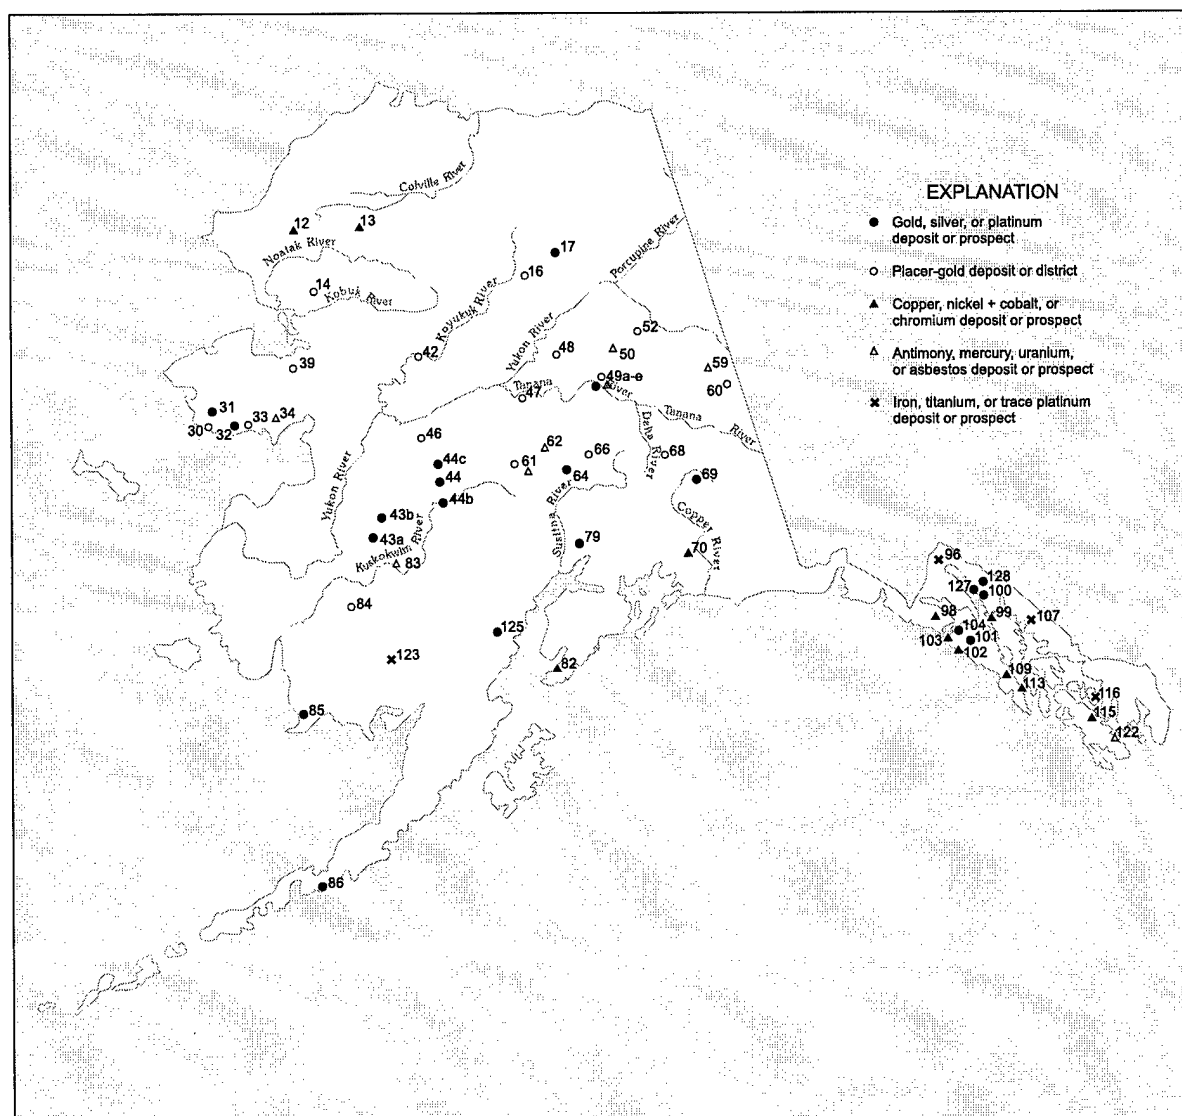 EXPLANATION
Gold, silver, or platinum
deposit or prospect
Placer-gold deposit or district
Copper, nickel + cobalt, or
chromium deposit or prospect
Antimony, mercury, uranium,
or asbestos deposit or prospect
Iron, titanium, or trace platinum
deposit or prospect
Colville River
12
13
Noatak River
14
Kobuk River
17
16
Porcupine River
Koyukuk River
Yukon River
39
42
48
52
50
59
60
49a-e
Tanana
River
47
31
30
32
33
34
46
Tanana
River
Delta River
62
61
66
64
68
69
44c
44
44b
Yukon River
43b
43a
Kuskokwim River
83
Susitna River
79
Copper River
70
84
123
125
82
85
86
96
128
127
100
98
99
107
104
103
101
102
109
113
116
115
122